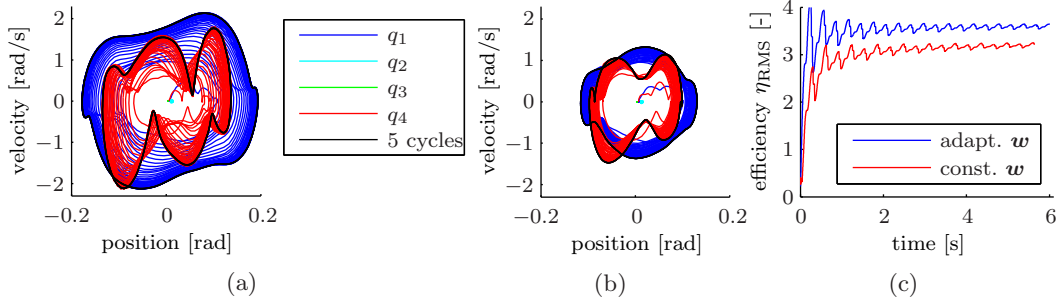 velocity [rad/s]
2
1
0
−1
−2
−0.2
0
0.2
position [rad]
(a)
q1
q2
q3
q4
5 cycles
velocity [rad/s]
2
1
0
−1
−2
−0.2
0
0.2
position [rad]
(b)
efficiency ηRMS [-]
4
3
2
1
0
0
2
4
6
adapt. w
const. w
time [s]
(c)